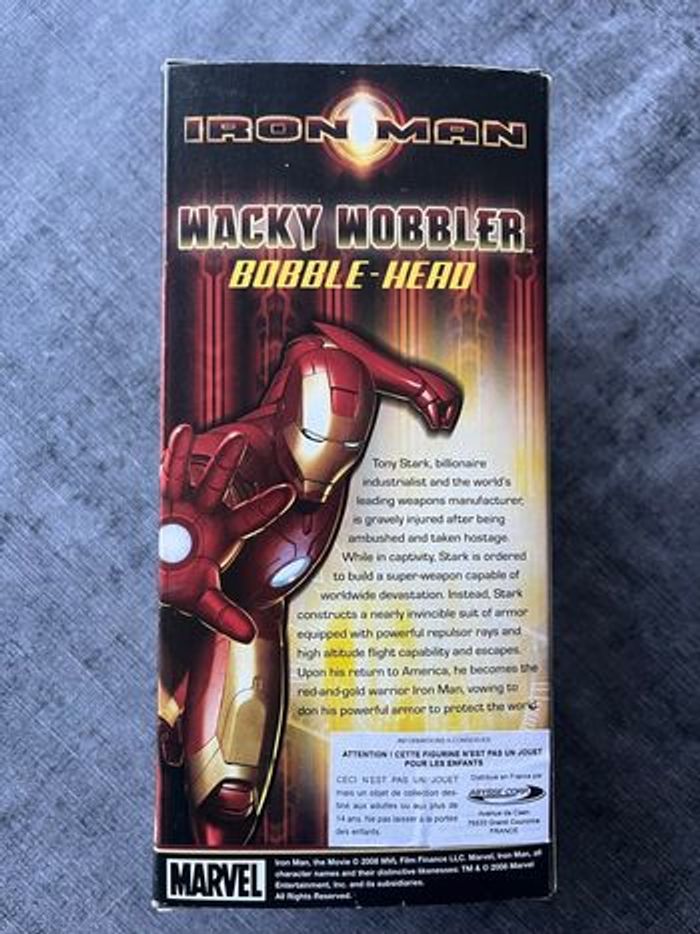 IRON MAN
WACKY WOBBLER™
BOBBLE-HEAD
Tony Stark, billionaire
industrialist and the world's
leading weapons manufacturer,
is gravely injured after being
ambushed and taken hostage.
While in captivity, Stark is ordered
to build a super-weapon capable of
worldwide devastation. Instead, Stark
constructs a nearly invincible suit of armor
equipped with powerful repulsor rays and
high altitude flight capability and escapes.
Upon his return to America, he becomes the
red-and-gold warrior Iron Man, vowing to
don his powerful armor to protect the world.
INFORMATIONS A CONSERVER
ATTENTION ! CETTE FIGURINE N'EST PAS UN JOUET
POUR LES ENFANTS
CECI N'EST PAS UN JOUET
mais un objet de collection des-
tiné aux adultes ou aux plus de
14 ans. Ne pas laisser à la portée
des enfants.
Distribué en France par
ABYSSE CORP
Avenue de Caen
FRANCE
MARVEL
Iron Man, the Movie © 2008 MVL Film Finance LLC. Marvel, Iron Man, all
character names and their distinctive likenesses: TM & © 2008 Marvel
Entertainment, Inc. and its subsidiaries.
All Rights Reserved.